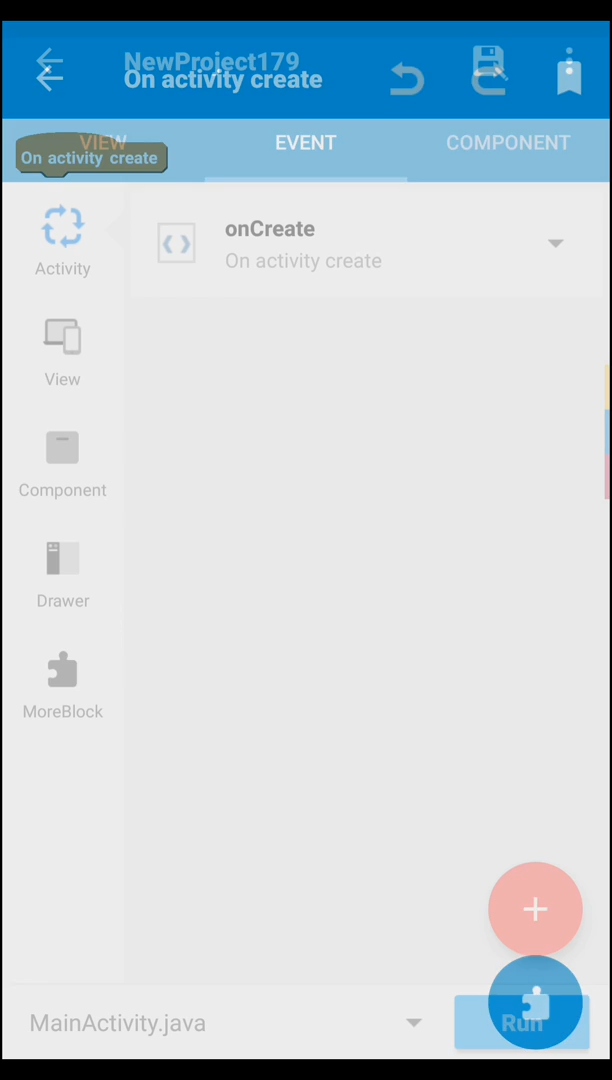 NewProject179
On activity create
VIEW
EVENT
COMPONENT
On activity create
onCreate
On activity create
Activity
View
Component
Drawer
MoreBlock
MainActivity.java
Run